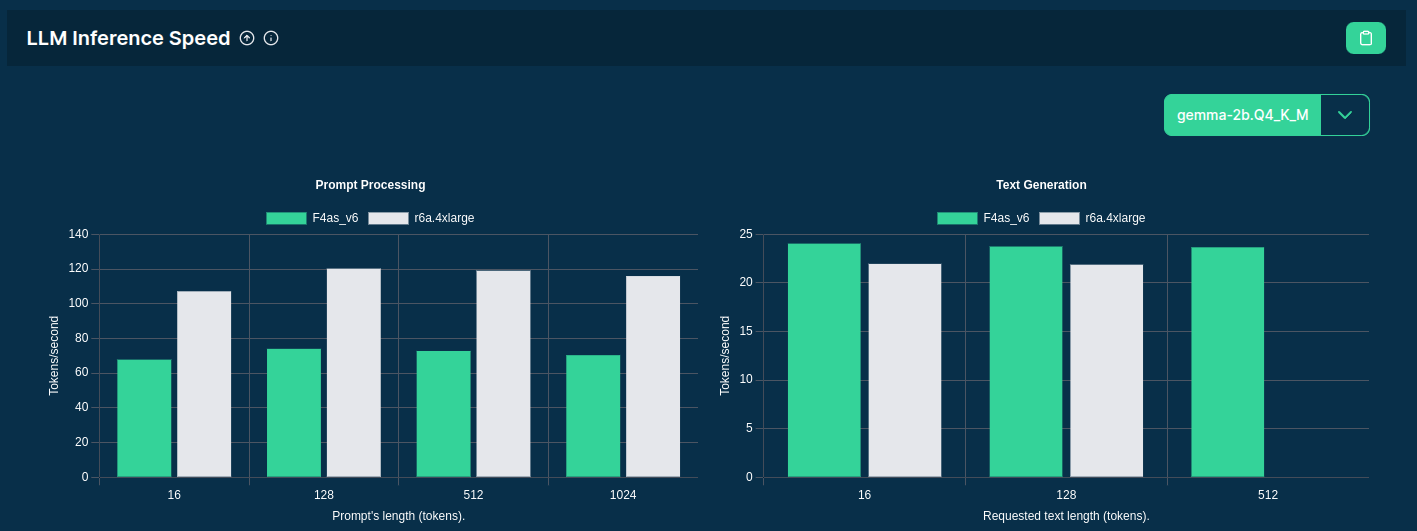 LLM Inference Speed
gemma-2b.Q4_K_M
Prompt Processing
F4as_v6 r6a.4xlarge
Tokens/second
140
120
100
80
60
40
20
0
16 128 512 1024
Prompt's length (tokens).
Text Generation
F4as_v6 r6a.4xlarge
Tokens/second
25
20
15
10
5
0
16 128 512
Requested text length (tokens).